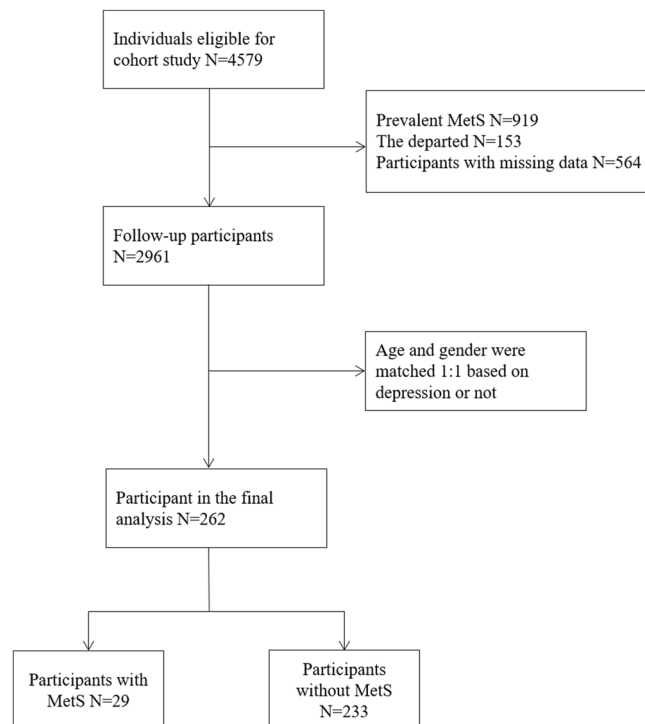 Individuals eligible for
cohort study N=4579
Prevalent MetS N=919
The departed N=153
Participants with missing data N=564
Follow-up participants
N=2961
Age and gender were
matched 1:1 based on
depression or not
Participant in the final
analysis N=262
Participants with
MetS N=29
Participants
without MetS
N=233